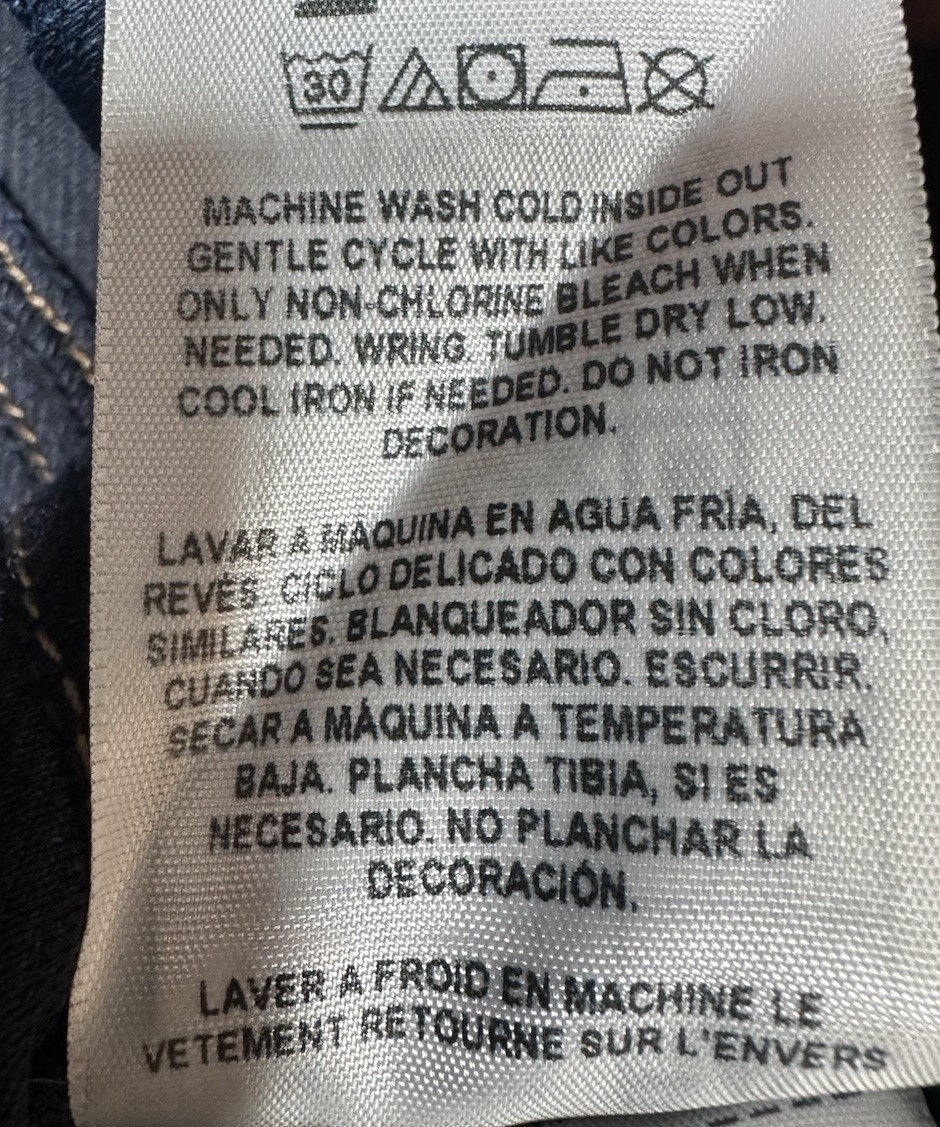 30
MACHINE WASH COLD INSIDE OUT
GENTLE CYCLE WITH LIKE COLORS.
ONLY NON-CHLORINE BLEACH WHEN
NEEDED. WRING. TUMBLE DRY LOW.
COOL IRON IF NEEDED. DO NOT IRON
DECORATION.
LAVAR A MAQUINA EN AGUA FRÍA, DEL
REVÉS. CICLO DELICADO CON COLORES
SIMILARES. BLANQUEADOR SIN CLORO,
CUANDO SEA NECESARIO. ESCURRIR.
SECAR A MÁQUINA A TEMPERATURA
BAJA. PLANCHA TIBIA, SI ES
NECESARIO. NO PLANCHAR LA
DECORACIÓN.
LAVER A FROID EN MACHINE LE
VETEMENT RETOURNE SUR L'ENVERS